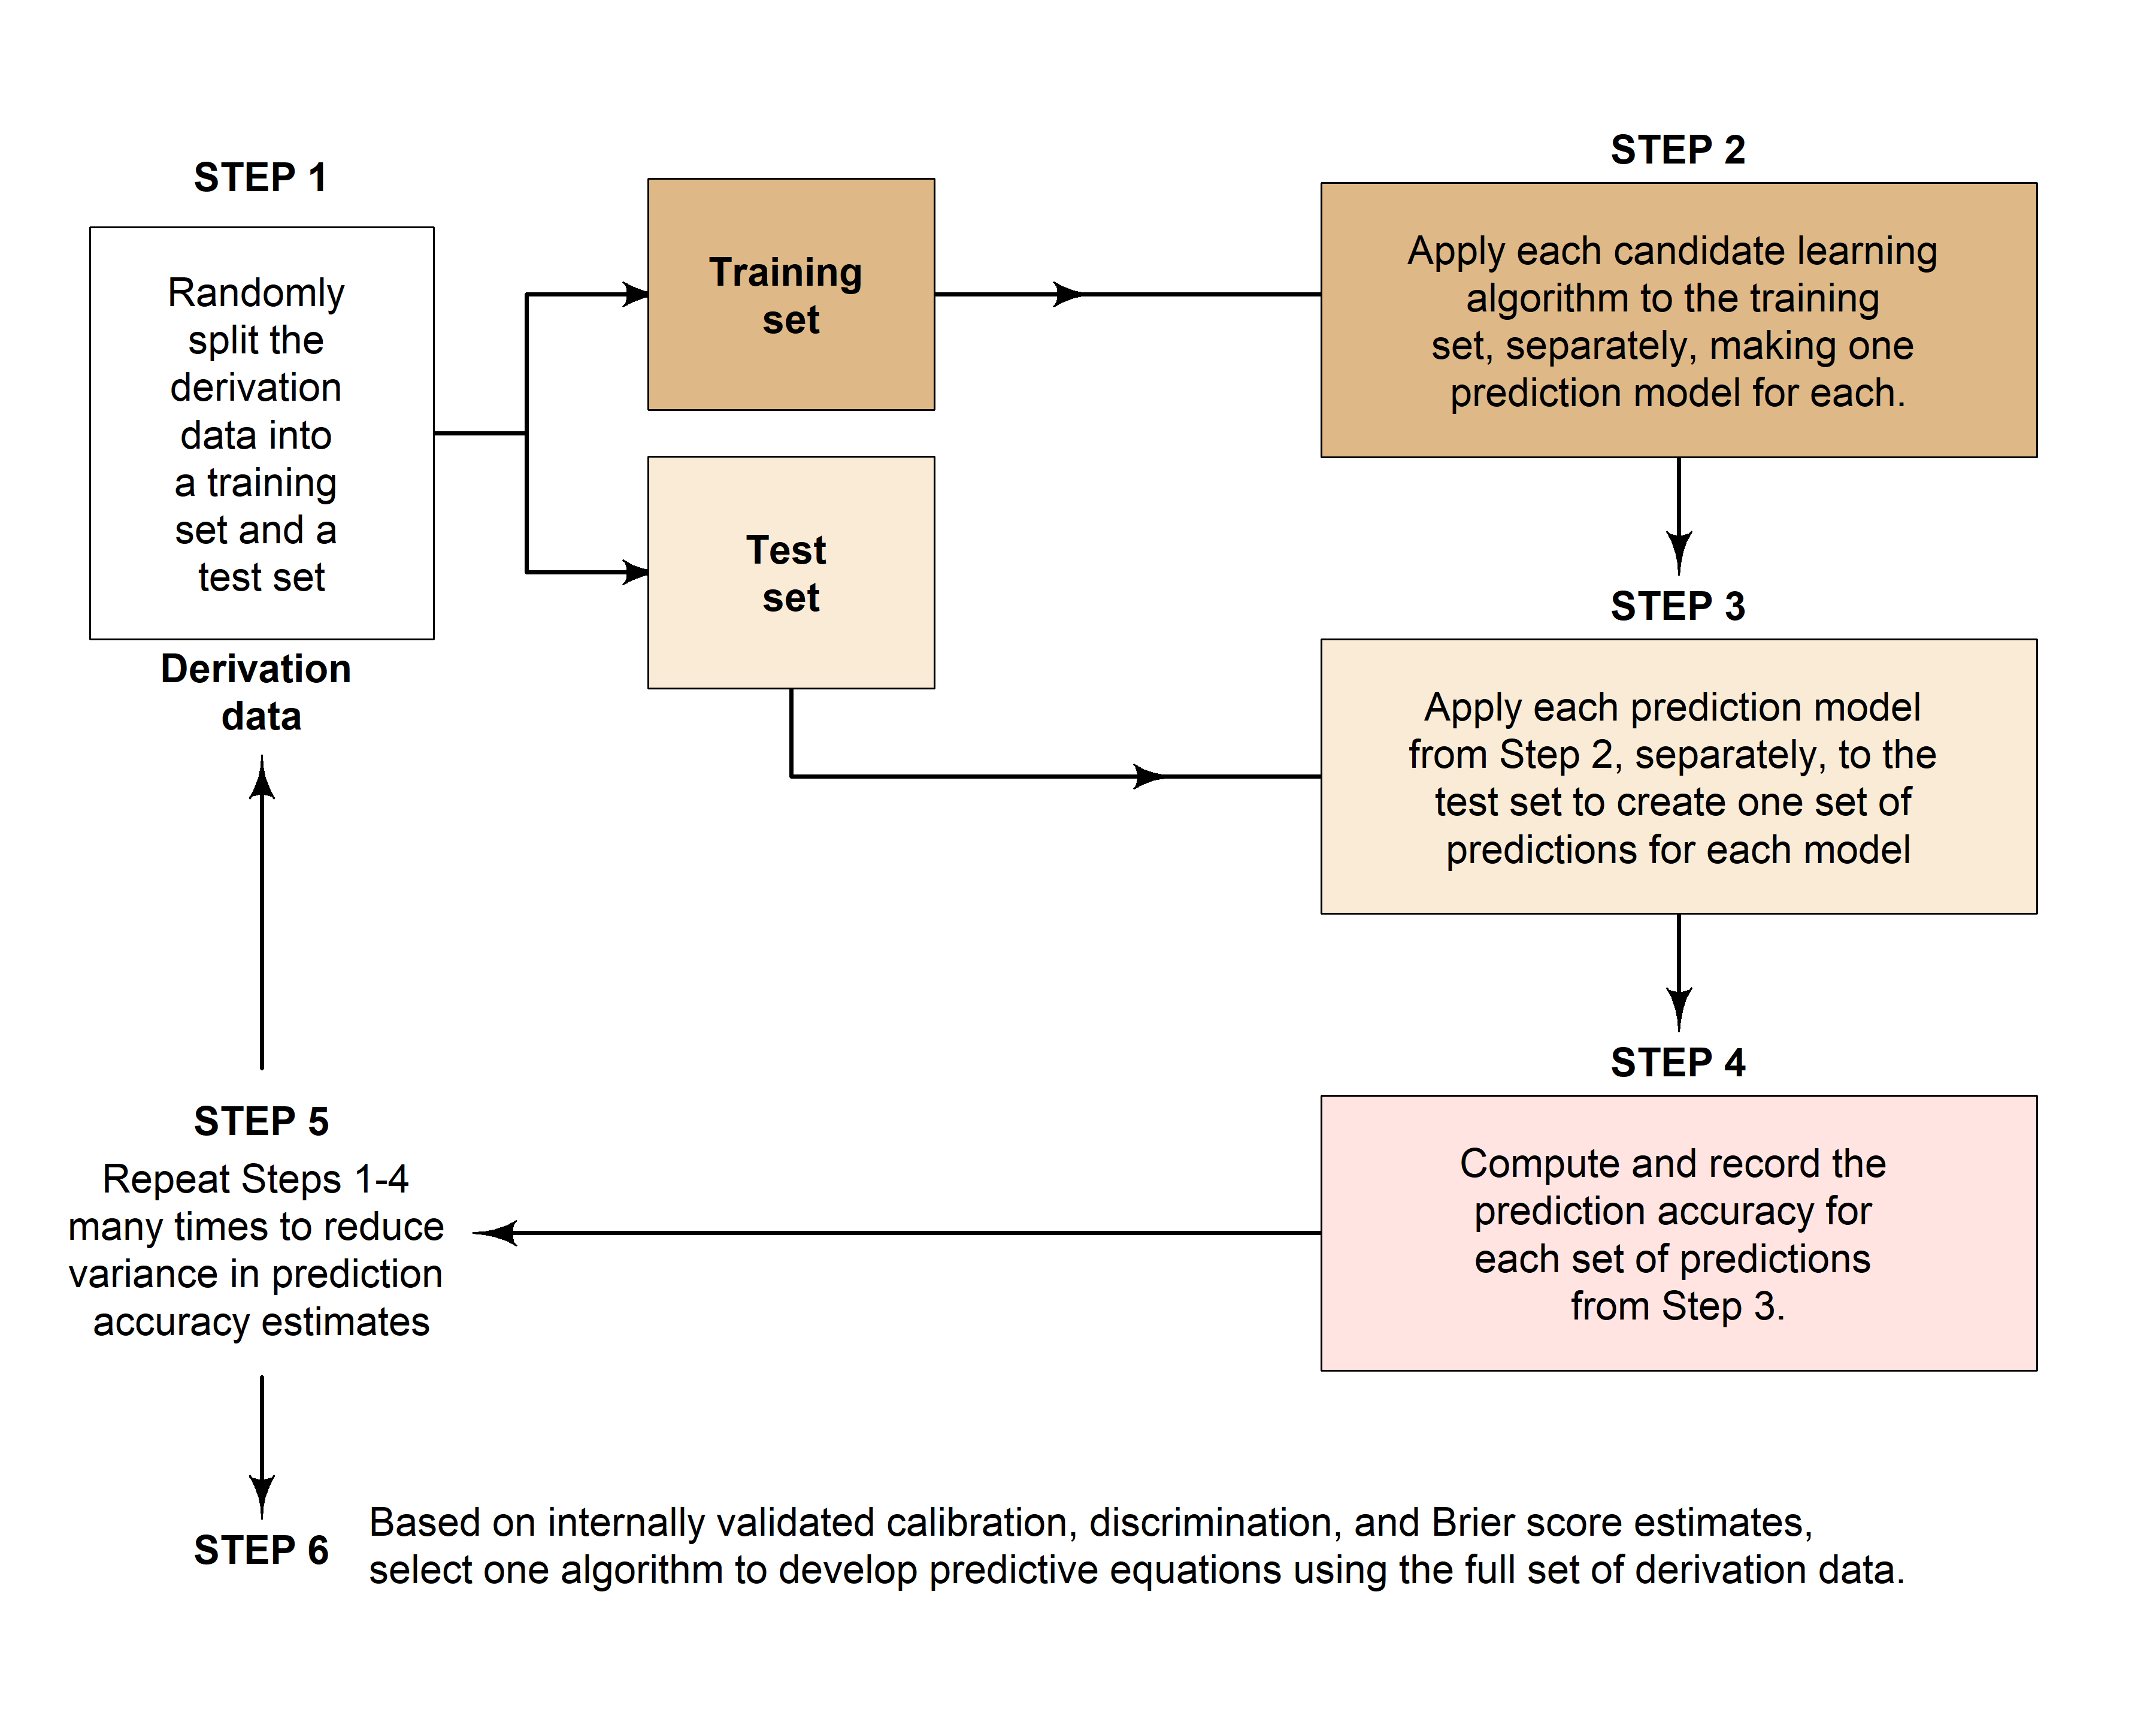 STEP 1
Randomly
split the
derivation
data into
a training
set and a
test set
Derivation
data
Training
set
Test
set
STEP 2
Apply each candidate learning
algorithm to the training
set, separately, making one
prediction model for each.
STEP 3
Apply each prediction model
from Step 2, separately, to the
test set to create one set of
predictions for each model
STEP 4
Compute and record the
prediction accuracy for
each set of predictions
from Step 3.
STEP 5
Repeat Steps 1-4
many times to reduce
variance in prediction
accuracy estimates
STEP 6
Based on internally validated calibration, discrimination, and Brier score estimates,
select one algorithm to develop predictive equations using the full set of derivation data.